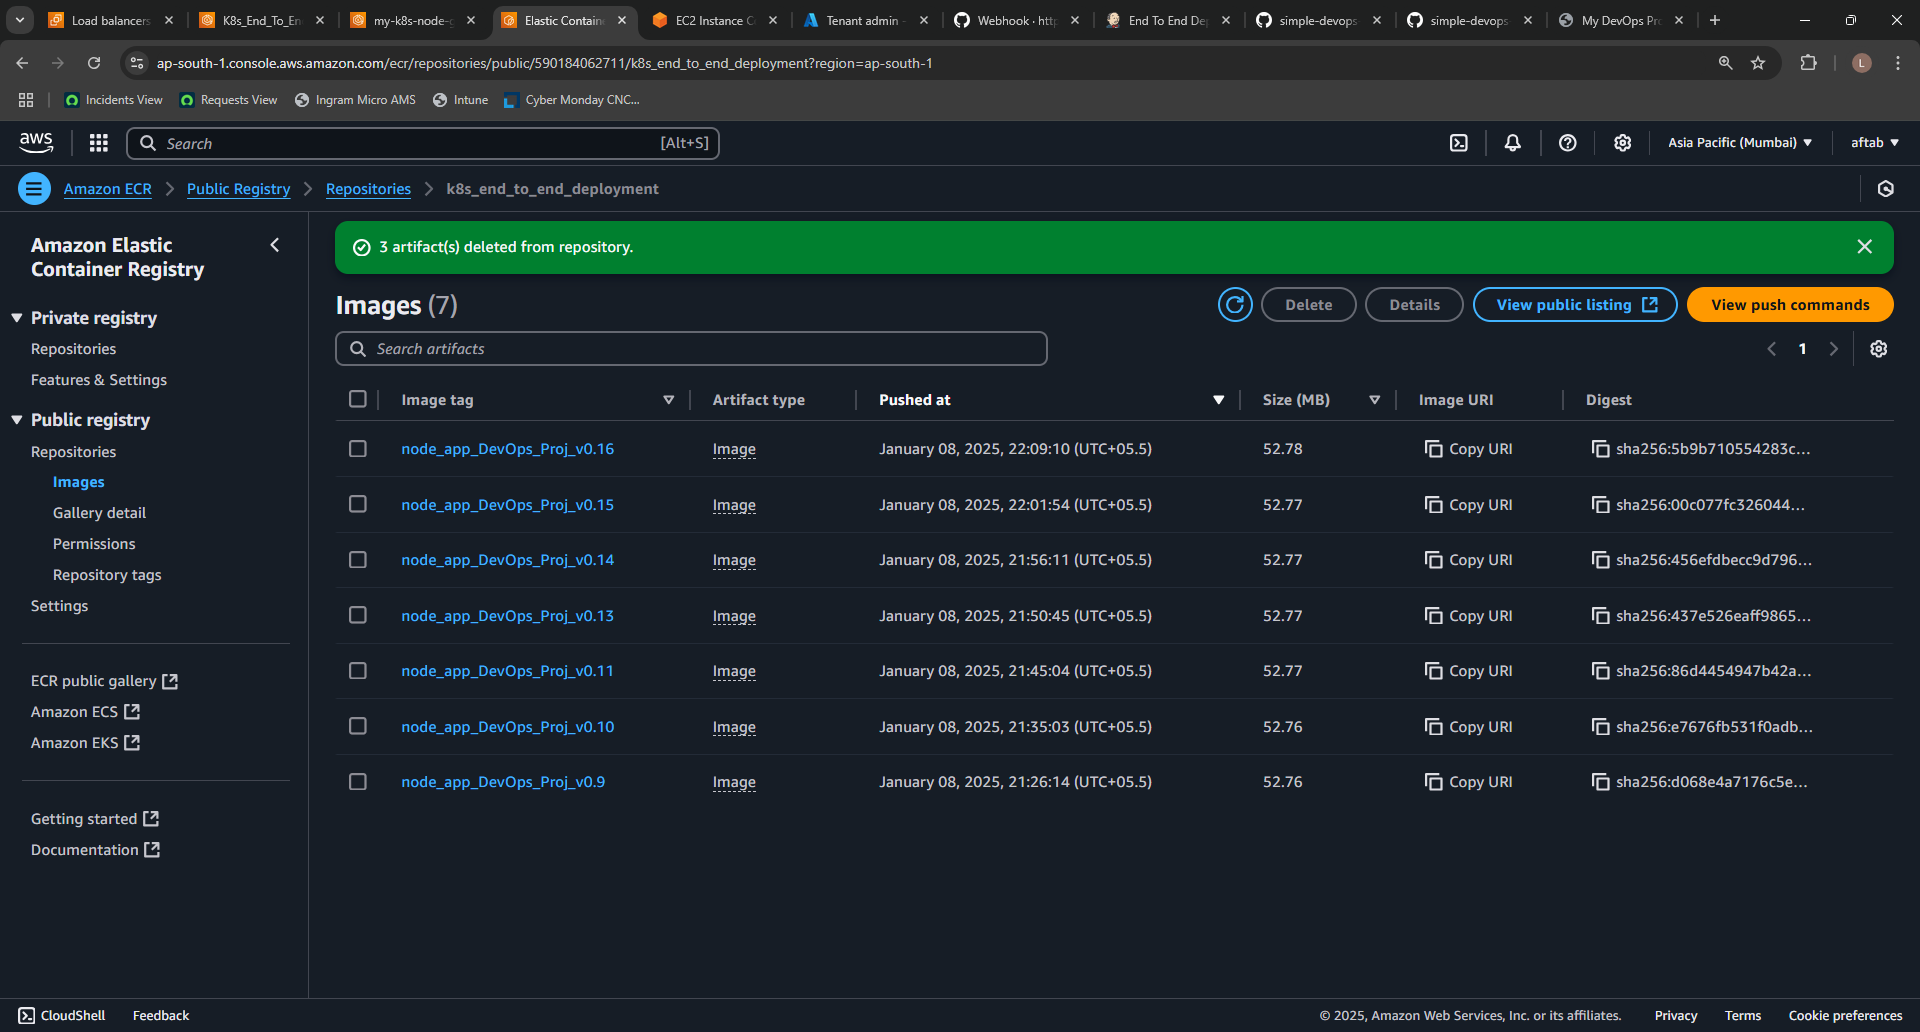 Load balancers
K8s_End_To_En
my-k8s-node-g
Elastic Contain
EC2 Instance Co
Tenant admin -
Webhook · http
End To End Dep
simple-devops
simple-devops
My DevOps Pro
ap-south-1.console.aws.amazon.com/ecr/repositories/public/590184062711/k8s_end_to_end_deployment?region=ap-south-1
L
Incidents View
Requests View
Ingram Micro AMS
Intune
Cyber Monday CNC...
aws
Search
[Alt+S]
Asia Pacific (Mumbai)
aftab
Amazon ECR
Public Registry
Repositories
k8s_end_to_end_deployment
Amazon Elastic
Container Registry
Private registry
Repositories
Features & Settings
Public registry
Repositories
Images
Gallery detail
Permissions
Repository tags
Settings
ECR public gallery
Amazon ECS
Amazon EKS
Getting started
Documentation
3 artifact(s) deleted from repository.
Images (7)
Delete
Details
View public listing
View push commands
Search artifacts
1
Image tag Artifact type Pushed at Size (MB) Image URI Digest
node_app_DevOps_Proj_v0.16 Image January 08, 2025, 22:09:10 (UTC+05.5) 52.78 Copy URI sha256:5b9b710554283c...
node_app_DevOps_Proj_v0.15 Image January 08, 2025, 22:01:54 (UTC+05.5) 52.77 Copy URI sha256:00c077fc326044...
node_app_DevOps_Proj_v0.14 Image January 08, 2025, 21:56:11 (UTC+05.5) 52.77 Copy URI sha256:456efdbecc9d796...
node_app_DevOps_Proj_v0.13 Image January 08, 2025, 21:50:45 (UTC+05.5) 52.77 Copy URI sha256:437e526eaff9865...
node_app_DevOps_Proj_v0.11 Image January 08, 2025, 21:45:04 (UTC+05.5) 52.77 Copy URI sha256:86d4454947b42a...
node_app_DevOps_Proj_v0.10 Image January 08, 2025, 21:35:03 (UTC+05.5) 52.76 Copy URI sha256:e7676fb531f0adb...
node_app_DevOps_Proj_v0.9 Image January 08, 2025, 21:26:14 (UTC+05.5) 52.76 Copy URI sha256:d068e4a7176c5e...
CloudShell
Feedback
© 2025, Amazon Web Services, Inc. or its affiliates.
Privacy
Terms
Cookie preferences